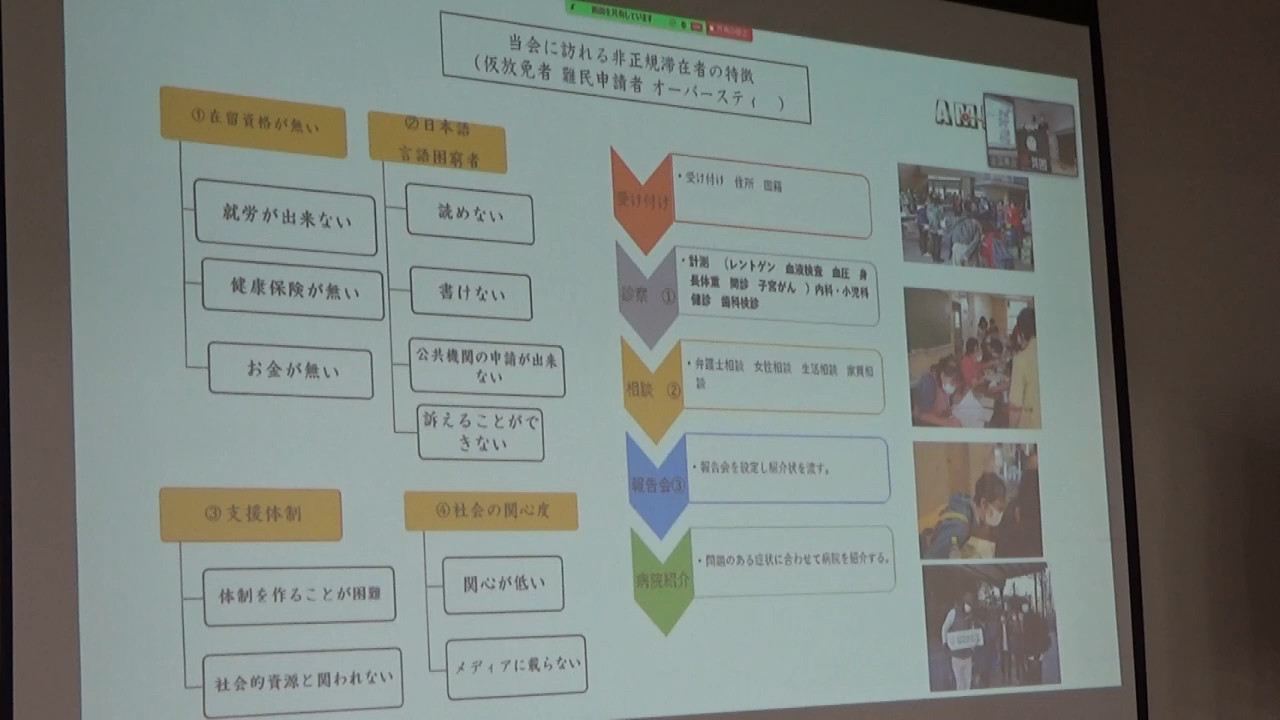 画面を共有しています
当会に訪れる非正規滞在者の特徴
（仮放免者 難民申請者 オーバースティ ）
①在留資格が無い
就労が出来ない
健康保険が無い
お金が無い
②日本語
言語困窮者
読めない
書けない
公共機関の申請が出来
ない
訴えることがで
きない
③支援体制
体制を作ることが困難
社会的資源と関われない
④社会の関心度
関心が低い
メディアに載らない
受け付け
・受け付け 住所 国籍
診察 ①
・計測 （レントゲン 血液検査 血圧 身
長体重 問診 子宮がん ）内科・小児科
健診 歯科検診
相談 ②
・弁護士相談 女性相談 生活相談 家賃相
談
報告会③
・報告会を設定し紹介状を渡す。
病院紹介
・問題のある症状に合わせて病院を紹介する。